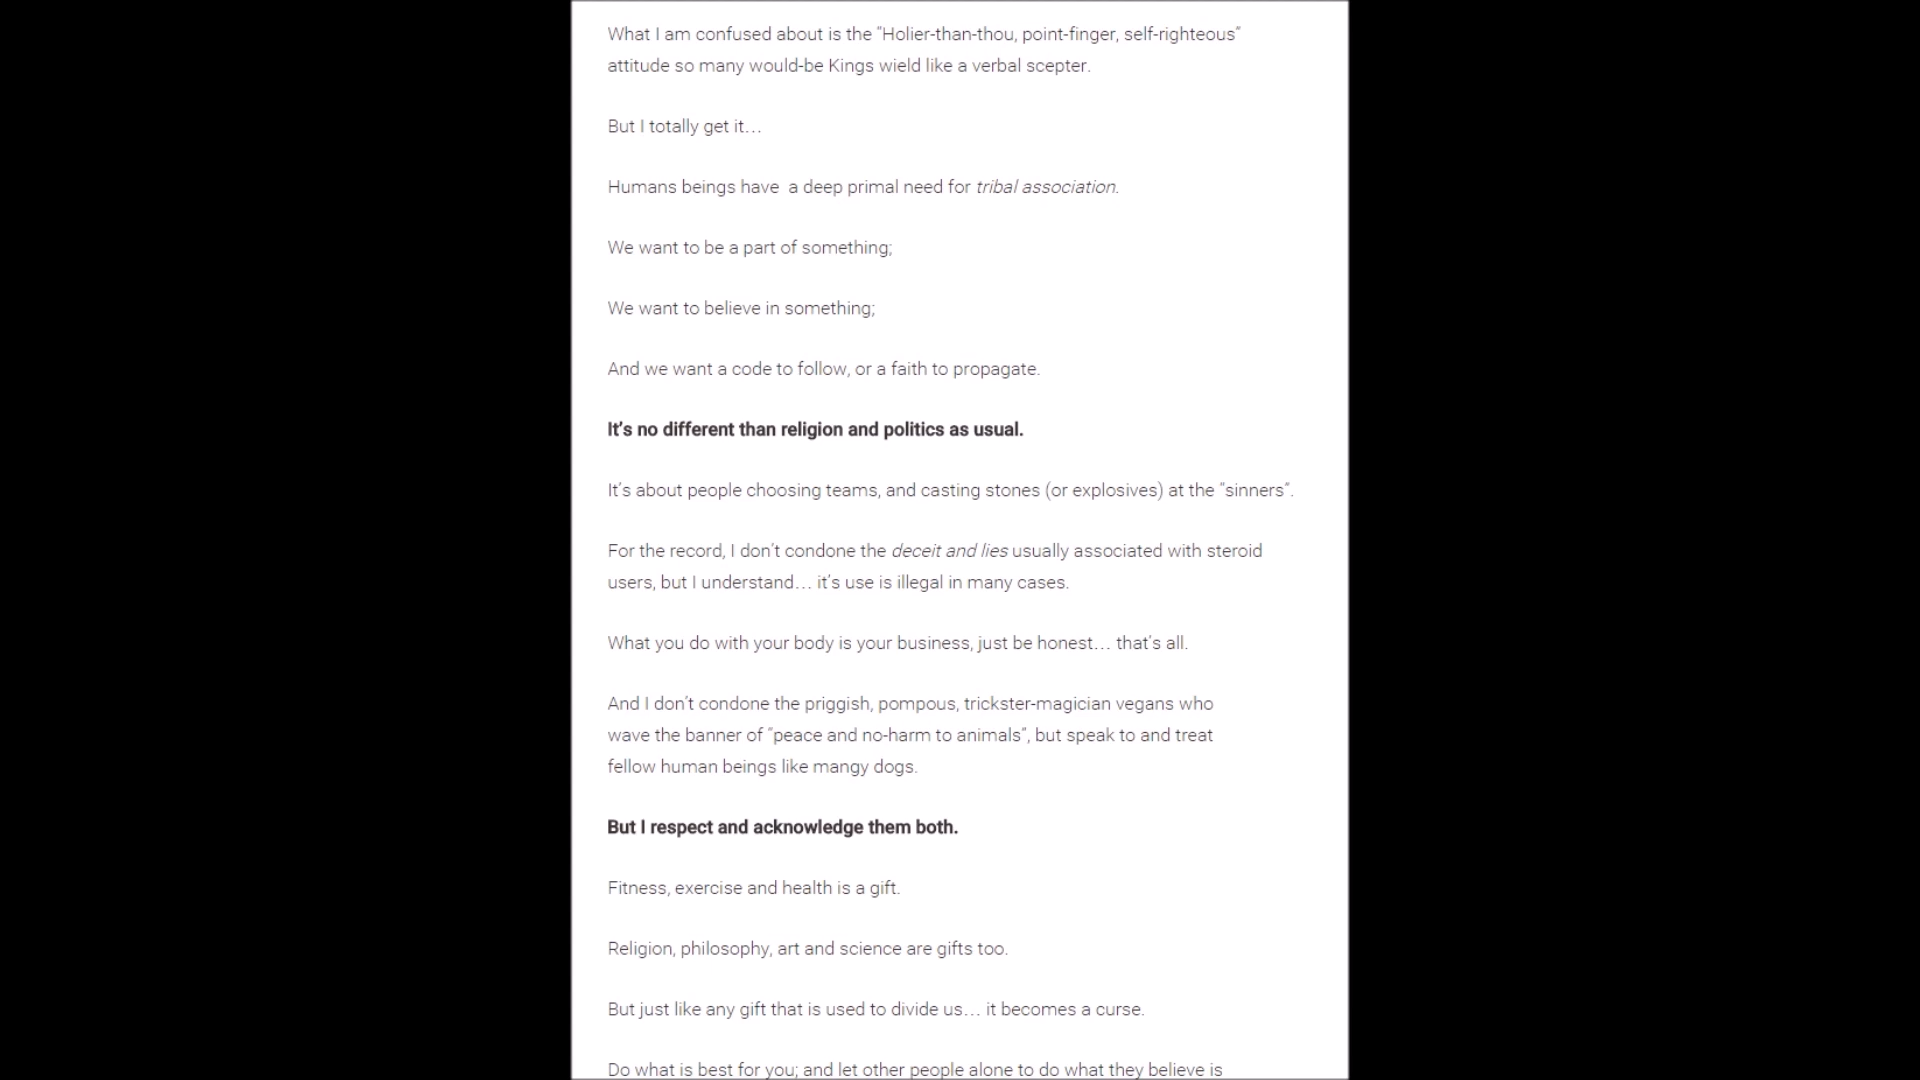 What I am confused about is the “Holier-than-thou, point-finger, self-righteous”
attitude so many would-be Kings wield like a verbal scepter.
But I totally get it…
Humans beings have  a deep primal need for tribal association.
We want to be a part of something;
We want to believe in something;
And we want a code to follow, or a faith to propagate.
It’s no different than religion and politics as usual.
It’s about people choosing teams, and casting stones (or explosives) at the “sinners”.
For the record, I don’t condone the deceit and lies usually associated with steroid
users, but I understand… it’s use is illegal in many cases.
What you do with your body is your business, just be honest… that’s all.
And I don’t condone the priggish, pompous, trickster-magician vegans who
wave the banner of “peace and no-harm to animals”, but speak to and treat
fellow human beings like mangy dogs.
But I respect and acknowledge them both.
Fitness, exercise and health is a gift.
Religion, philosophy, art and science are gifts too.
But just like any gift that is used to divide us… it becomes a curse.
Do what is best for you; and let other people alone to do what they believe is